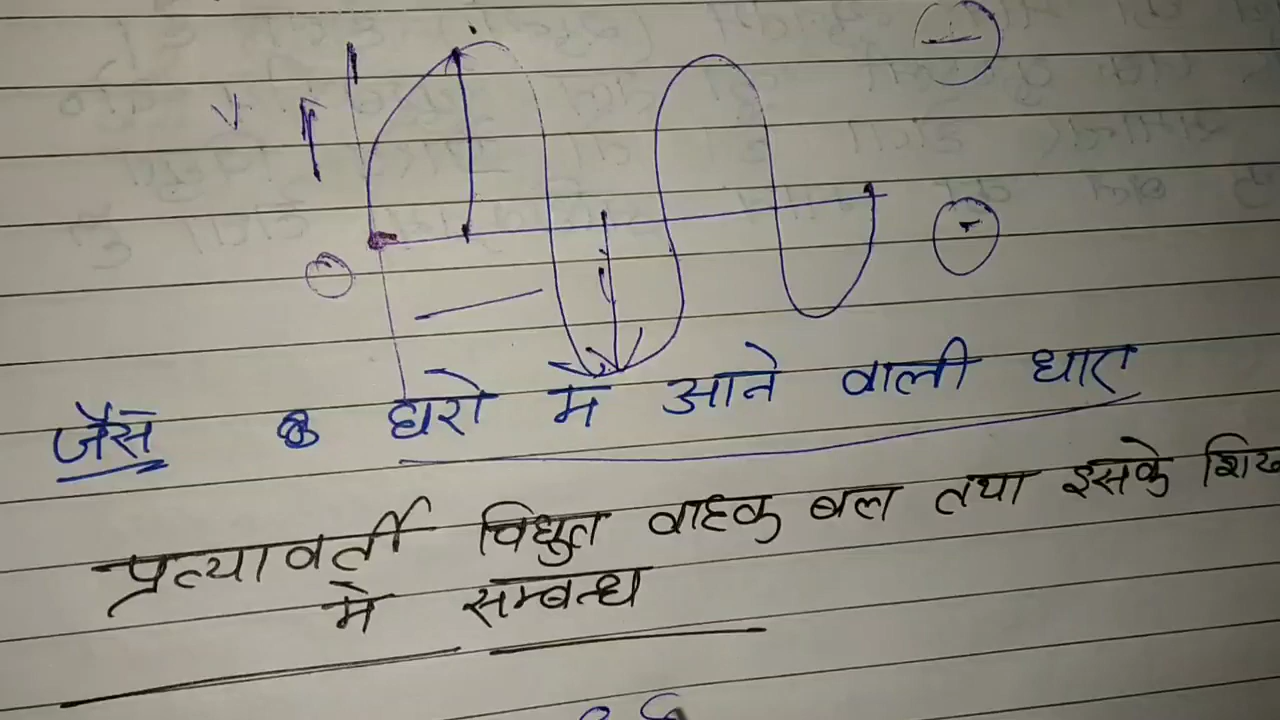 जैसे घरो में आने वाली धारा
प्रत्यावर्ती विधुत वाहक बल तथा इसके शिख
मे सम्बन्ध